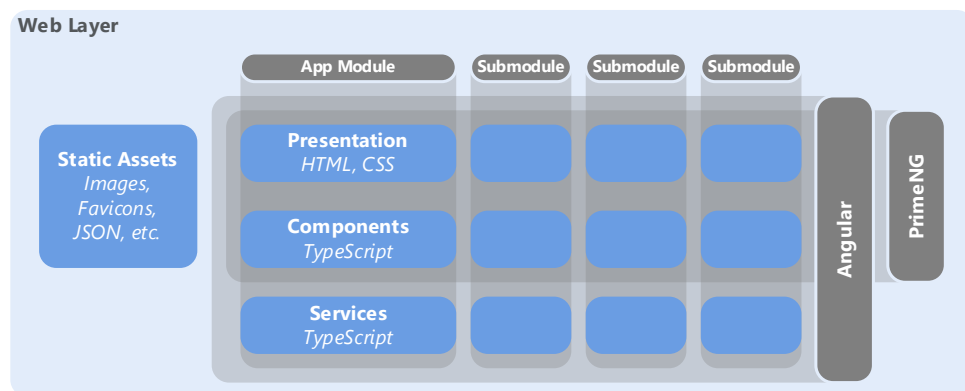 Web Layer
App Module
Submodule
Submodule
Submodule
Static Assets
Images,
Favicons,
JSON, etc.
Presentation
HTML, CSS
Components
TypeScript
Services
TypeScript
Angular
PrimeNG